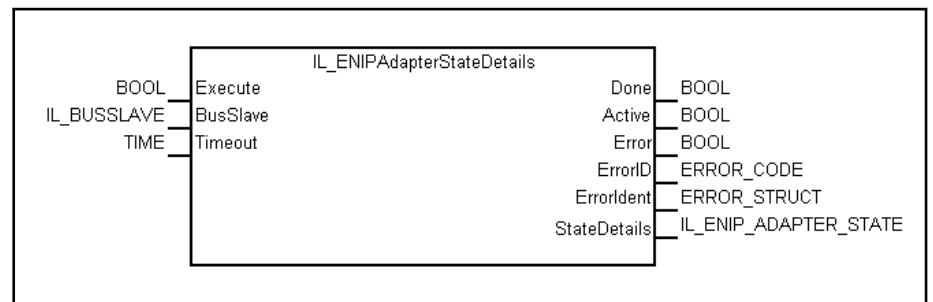 IL_ENIPAdapterStateDetails
BOOL Execute Done BOOL
IL_BUSSLAVE BusSlave Active BOOL
TIME Timeout Error BOOL
ErrorID ERROR_CODE
ErrorIdent ERROR_STRUCT
StateDetails IL_ENIP_ADAPTER_STATE